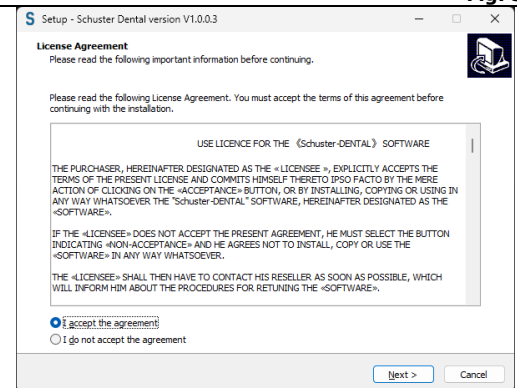 S Setup - Schuster Dental version V1.0.0.3
License Agreement
Please read the following important information before continuing.
Please read the following License Agreement. You must accept the terms of this agreement before
continuing with the installation.
USE LICENCE FOR THE 《Schuster-DENTAL》 SOFTWARE
THE PURCHASER, HEREINAFTER DESIGNATED AS THE « LICENSEE », EXPLICITLY ACCEPTS THE
TERMS OF THE PRESENT LICENSE AND COMMITS HIMSELF THERETO IPSO FACTO BY THE MERE
ACTION OF CLICKING ON THE «ACCEPTANCE» BUTTON, OR BY INSTALLING, COPYING OR USING IN
ANY WAY WHATSOEVER THE "Schuster-DENTAL" SOFTWARE, HEREINAFTER DESIGNATED AS THE
«SOFTWARE».
IF THE «LICENSEE» DOES NOT ACCEPT THE PRESENT AGREEMENT, HE MUST SELECT THE BUTTON
INDICATING «NON-ACCEPTANCE» AND HE AGREES NOT TO INSTALL, COPY OR USE THE
«SOFTWARE» IN ANY WAY WHATSOEVER.
THE «LICENSEE» SHALL THEN HAVE TO CONTACT HIS RESELLER AS SOON AS POSSIBLE, WHICH
WILL INFORM HIM ABOUT THE PROCEDURES FOR RETUNING THE «SOFTWARE».
I accept the agreement
I do not accept the agreement
Next >
Cancel